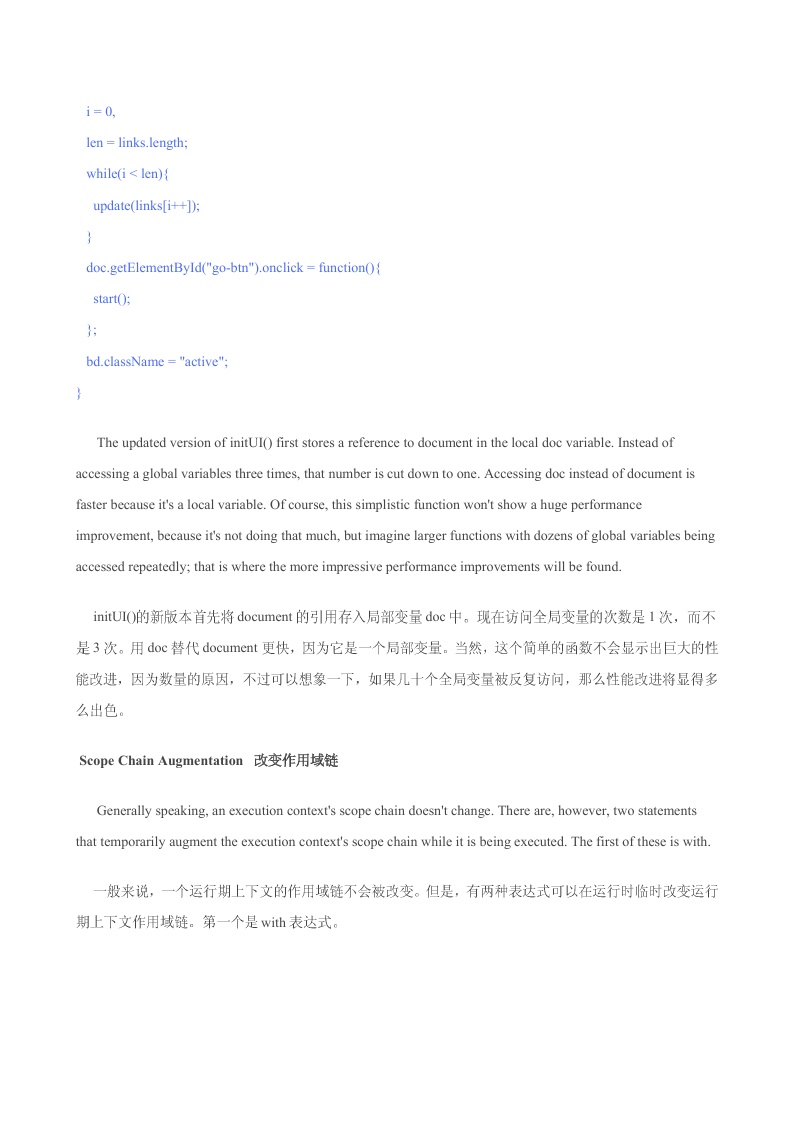 i = 0,
len = links.length;
while(i < len){
update(links[i++]);
}
doc.getElementById("go-btn").onclick = function(){
start();
};
bd.className = "active";
}
The updated version of initUI() first stores a reference to document in the local doc variable. Instead of
accessing a global variables three times, that number is cut down to one. Accessing doc instead of document is
faster because it's a local variable. Of course, this simplistic function won't show a huge performance
improvement, because it's not doing that much, but imagine larger functions with dozens of global variables being
accessed repeatedly; that is where the more impressive performance improvements will be found.
initUI()的新版本首先将 document 的引用存入局部变量 doc 中。现在访问全局变量的次数是 1 次，而不
是 3 次。用 doc 替代 document 更快，因为它是一个局部变量。当然，这个简单的函数不会显示出巨大的性
能改进，因为数量的原因，不过可以想象一下，如果几十个全局变量被反复访问，那么性能改进将显得多
么出色。
Scope Chain Augmentation 改变作用域链
Generally speaking, an execution context's scope chain doesn't change. There are, however, two statements
that temporarily augment the execution context's scope chain while it is being executed. The first of these is with.
一般来说，一个运行期上下文的作用域链不会被改变。但是，有两种表达式可以在运行时临时改变运行
期上下文作用域链。第一个是 with 表达式。